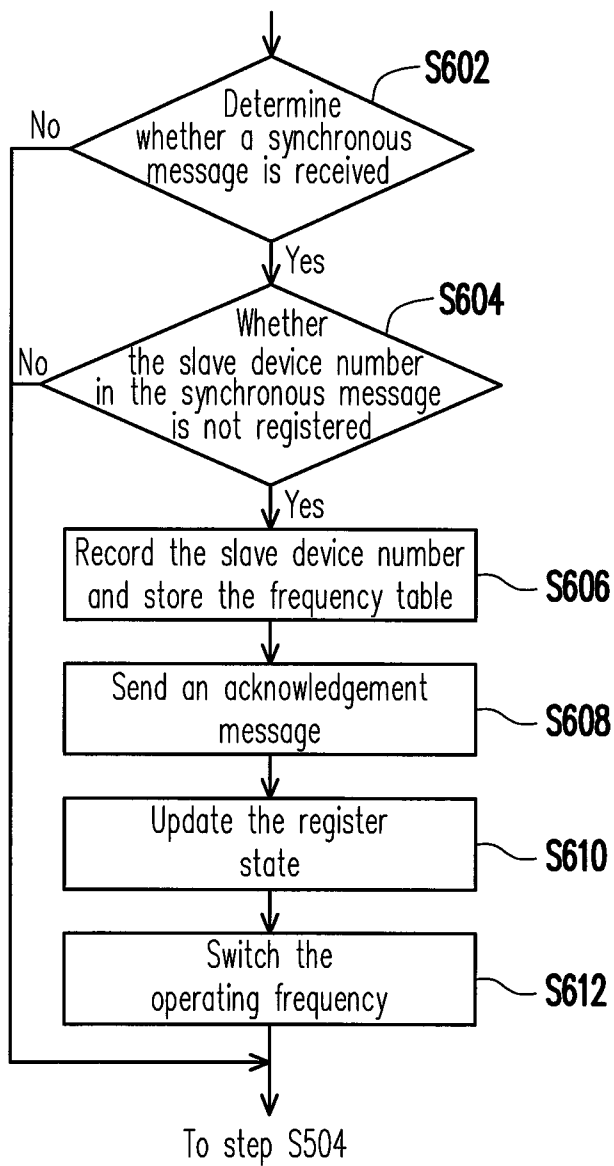 S602
Determine
whether a synchronous
message is received
No
Yes
S604
Whether
the slave device number
in the synchronous message
is not registered
No
Yes
Record the slave device number
and store the frequency table
S606
Send an acknowledgement
message
S608
Update the register
state
S610
Switch the
operating frequency
S612
To step S504